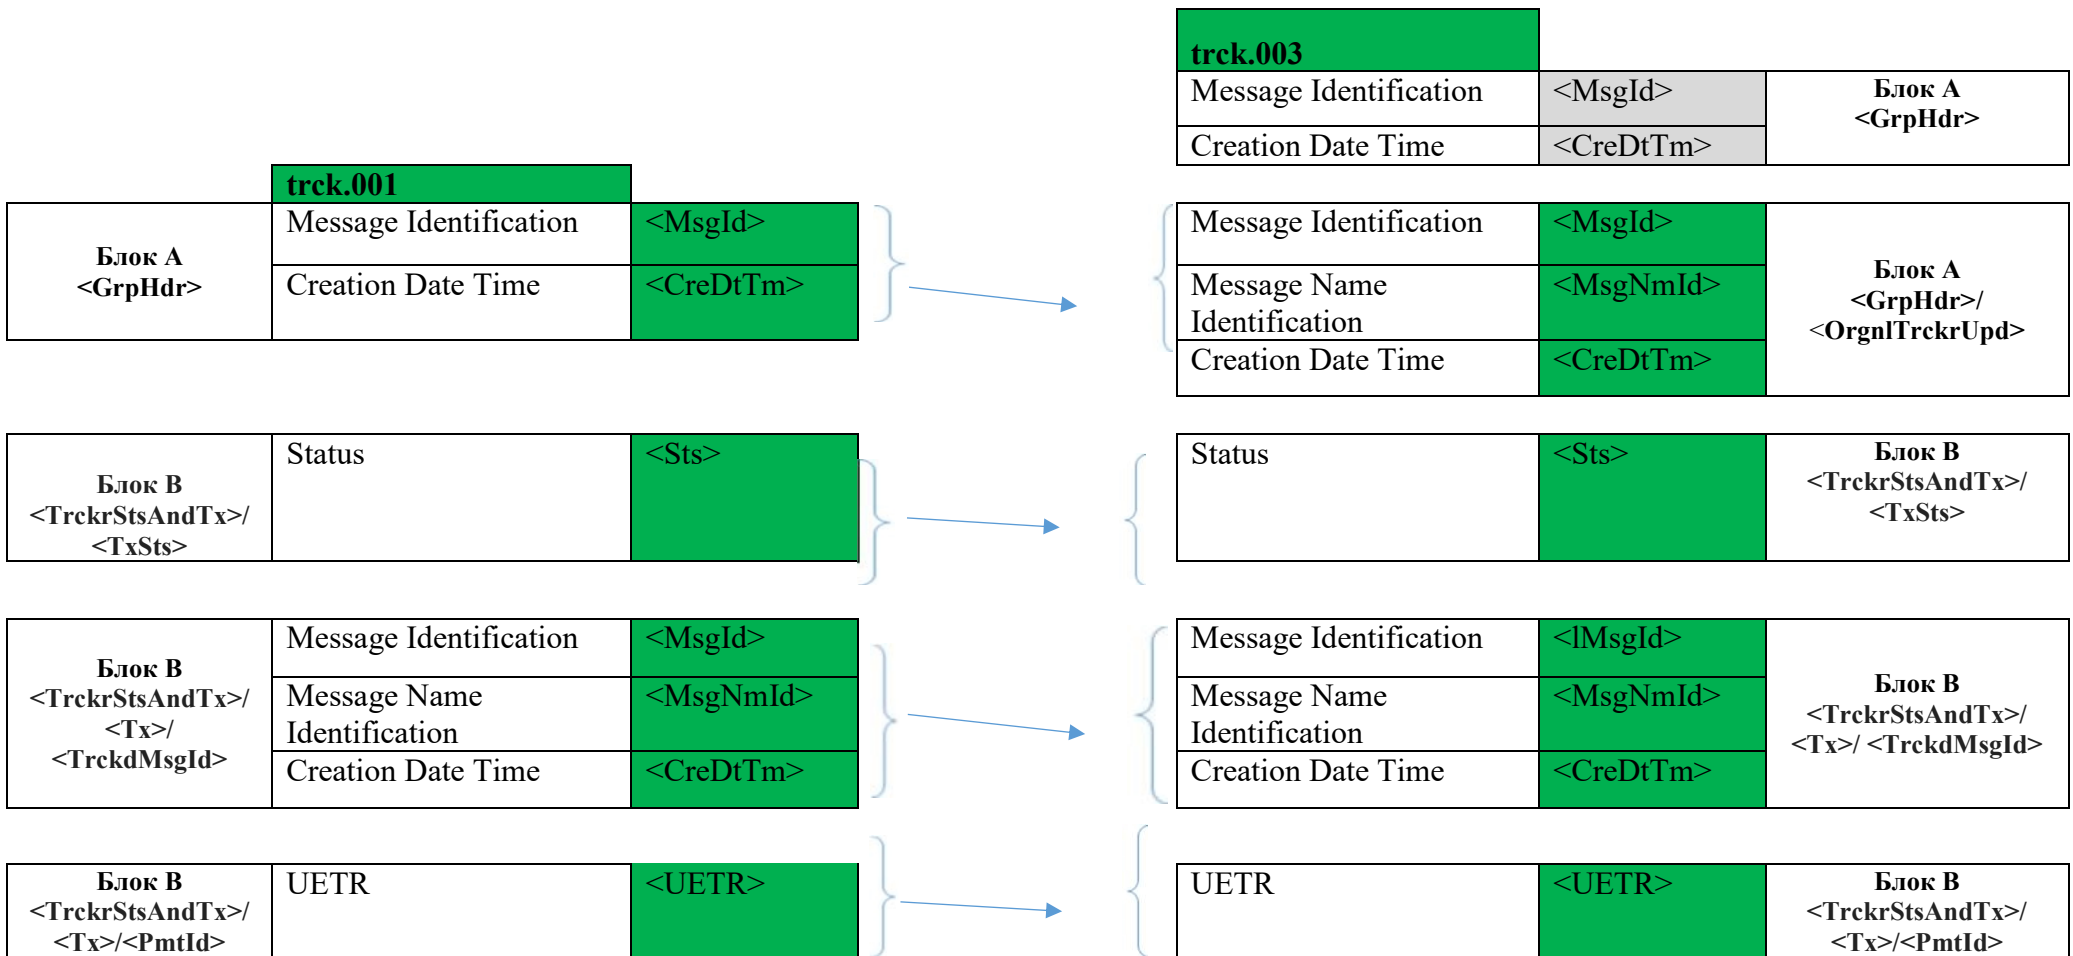 trck.003
Message Identification <MsgId> Блок А
<GrpHdr>
Creation Date Time <CreDtTm>
trck.001
Блок А
<GrpHdr>
Message Identification <MsgId>
Creation Date Time <CreDtTm>
Message Identification <MsgId>
Message Name
Identification
<MsgNmId>
Creation Date Time <CreDtTm>
Блок А
<GrpHdr>/
<OrgnlTrckrUpd>
Блок В
<TrckrStsAndTx>/
<TxSts>
Status <Sts>
Status <Sts>
Блок В
<TrckrStsAndTx>/
<TxSts>
Блок В
<TrckrStsAndTx>/
<Tx>/
<TrckdMsgId>
Message Identification <MsgId>
Message Name
Identification
<MsgNmId>
Creation Date Time <CreDtTm>
Message Identification <lMsgId>
Message Name
Identification
<MsgNmId>
Creation Date Time <CreDtTm>
Блок В
<TrckrStsAndTx>/
<Tx>/ <TrckdMsgId>
Блок В
<TrckrStsAndTx>/
<Tx>/<PmtId>
UETR <UETR>
UETR <UETR>
Блок В
<TrckrStsAndTx>/
<Tx>/<PmtId>